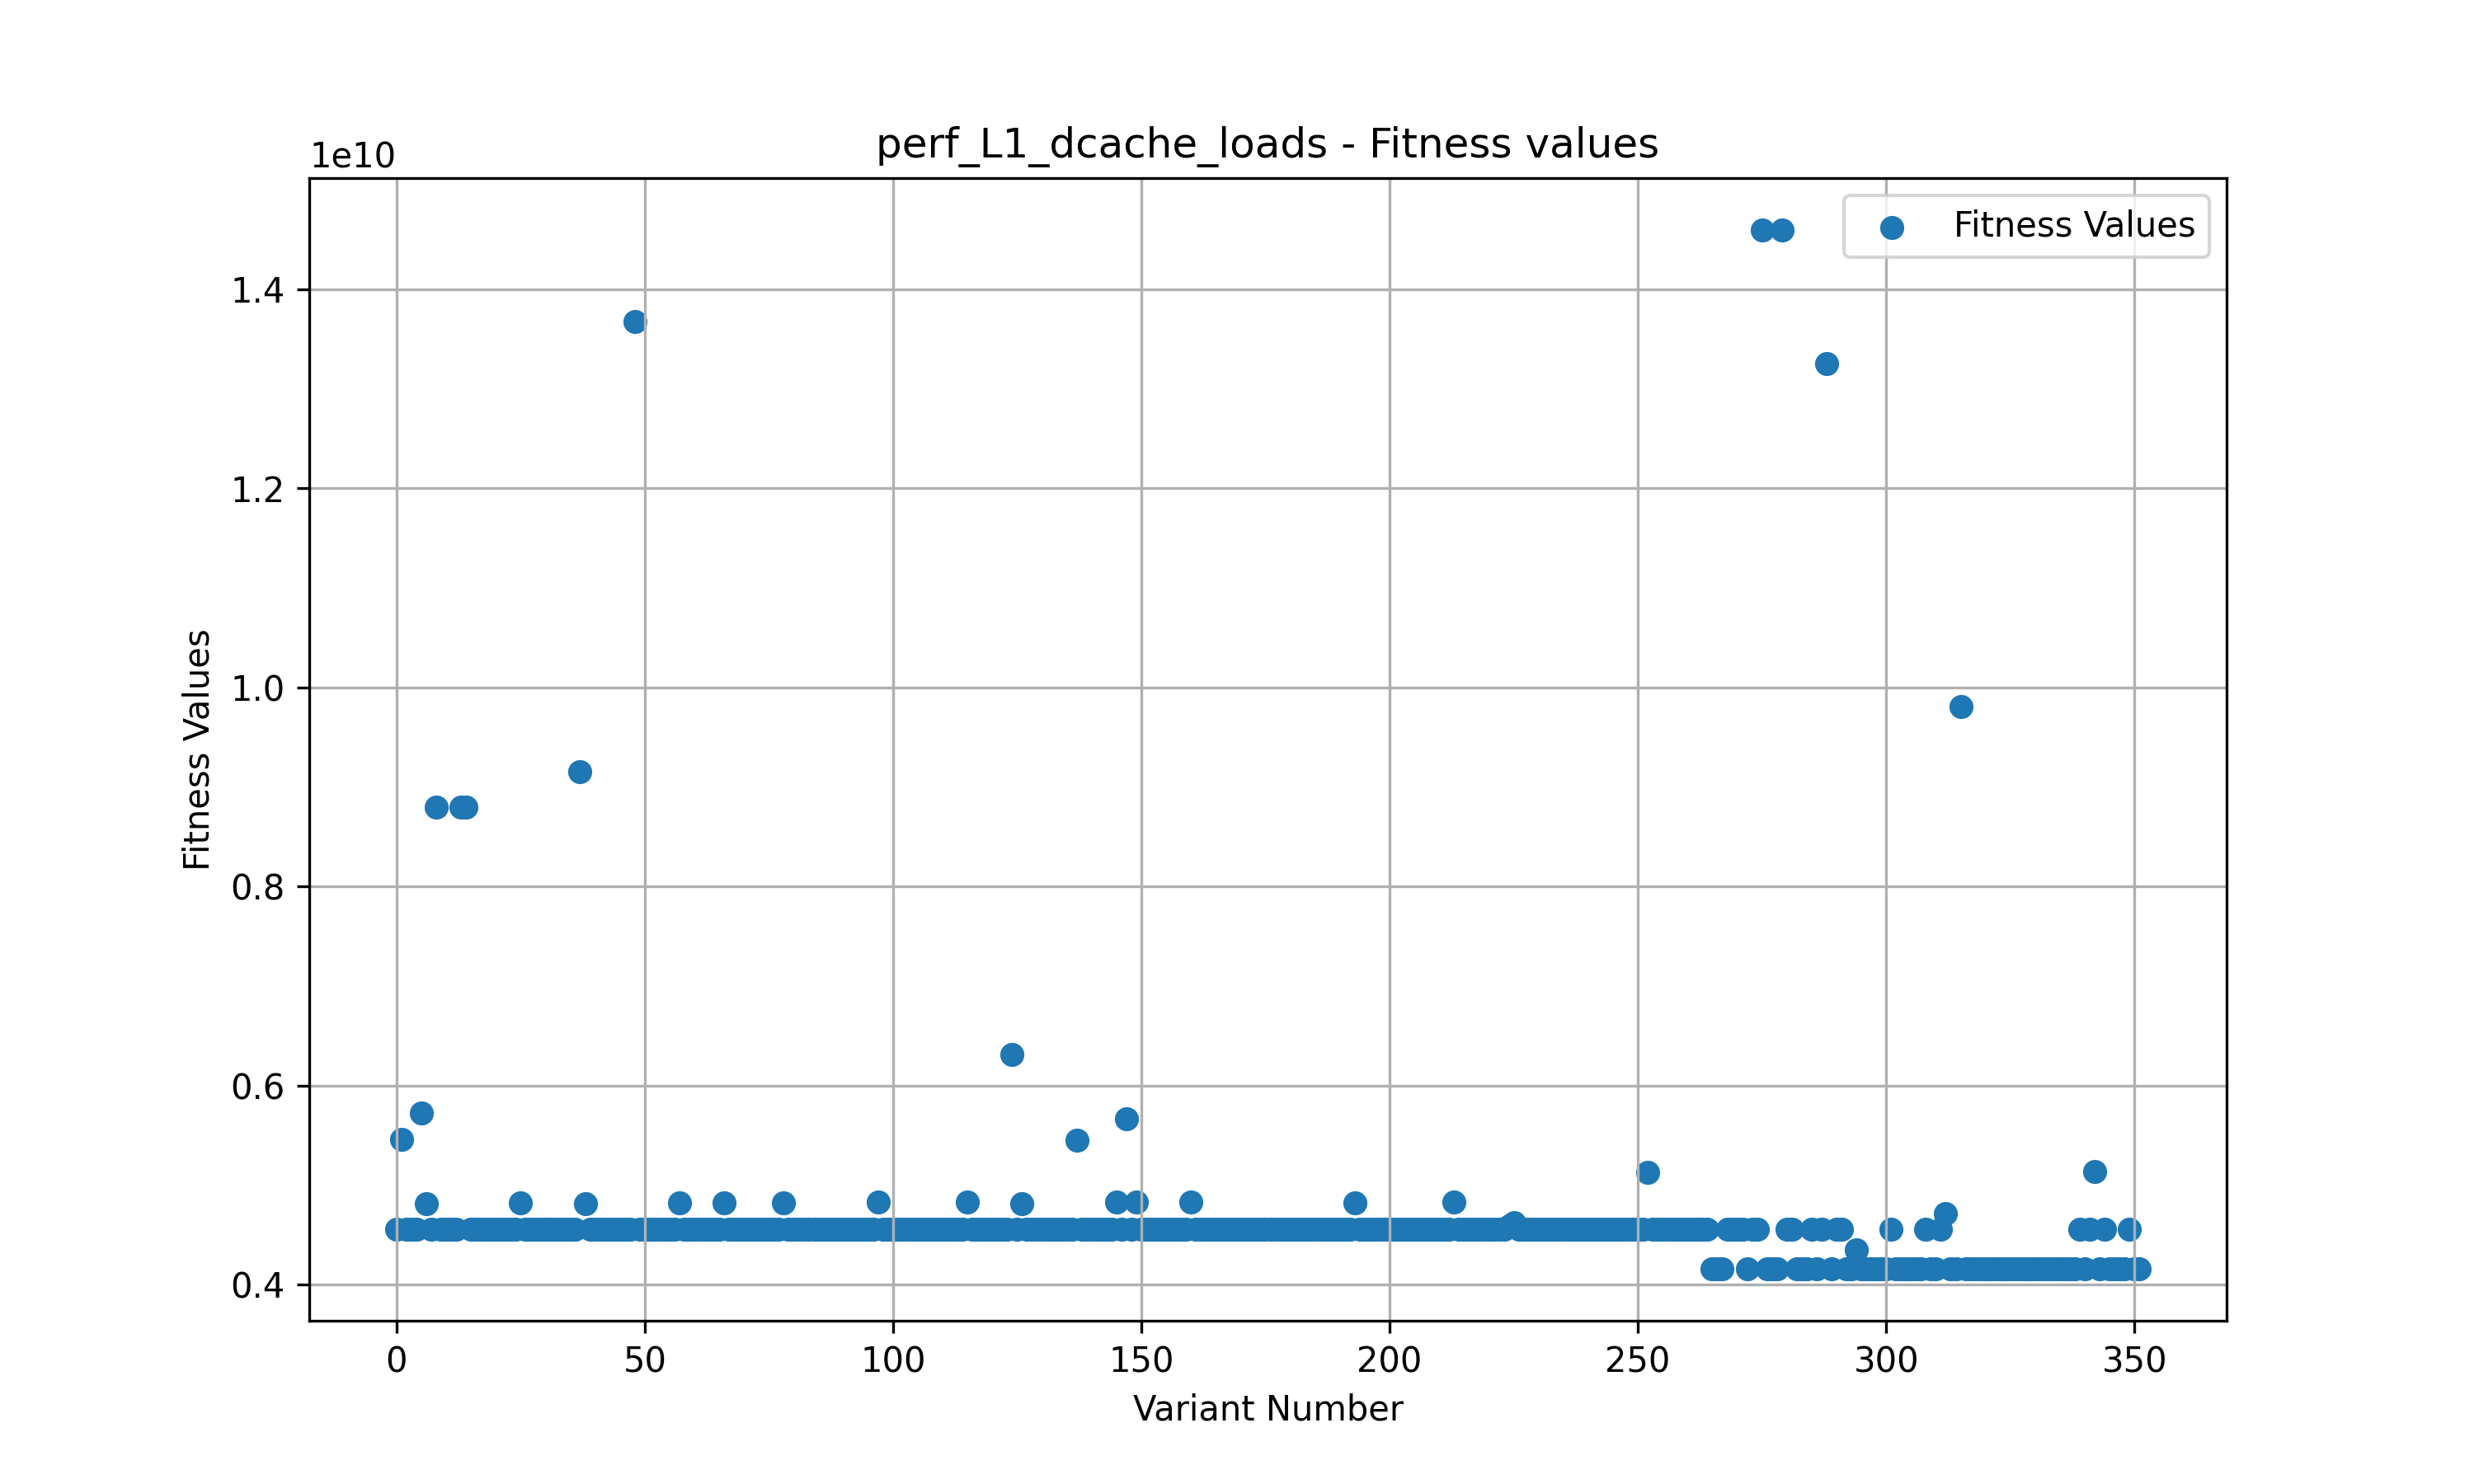 perf_L1_dcache_loads - Fitness values
1e10
Fitness Values
1.4
1.2
1.0
0.8
0.6
0.4
Fitness Values
0 50 100 150 200 250 300 350
Variant Number